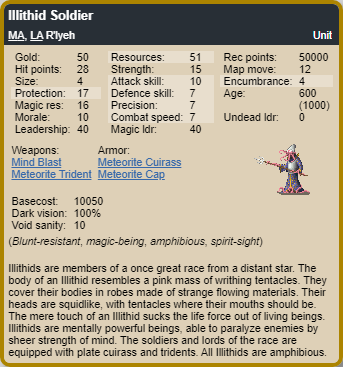 Illithid Soldier
MA, LA R'lyeh Unit
Gold: 50 Resources: 51 Rec points: 50000
Hit points: 28 Strength: 15 Map move: 12
Size: 4 Attack skill: 10 Encumbrance: 4
Protection: 17 Defence skill: 7 Age: 600
Magic res: 16 Precision: 7 (1000)
Morale: 10 Combat speed: 7 Undead ldr: 0
Leadership: 40 Magic ldr: 40
Weapons: Armor:
Mind Blast Meteorite Cuirass
Meteorite Trident Meteorite Cap
Basecost: 10050
Dark vision: 100%
Void sanity: 10
(Blunt-resistant, magic-being, amphibious, spirit-sight)
Illithids are members of a once great race from a distant star. The
body of an Illithid resembles a pink mass of writhing tentacles. They
cover their bodies in robes made of strange flowing materials. Their
heads are squidlike, with tentacles where their mouths should be.
The mere touch of an Illithid sucks the life force out of living beings.
Illithids are mentally powerful beings, able to paralyze enemies by
sheer strength of mind. The soldiers and lords of the race are
equipped with plate cuirass and tridents. All Illithids are amphibious.